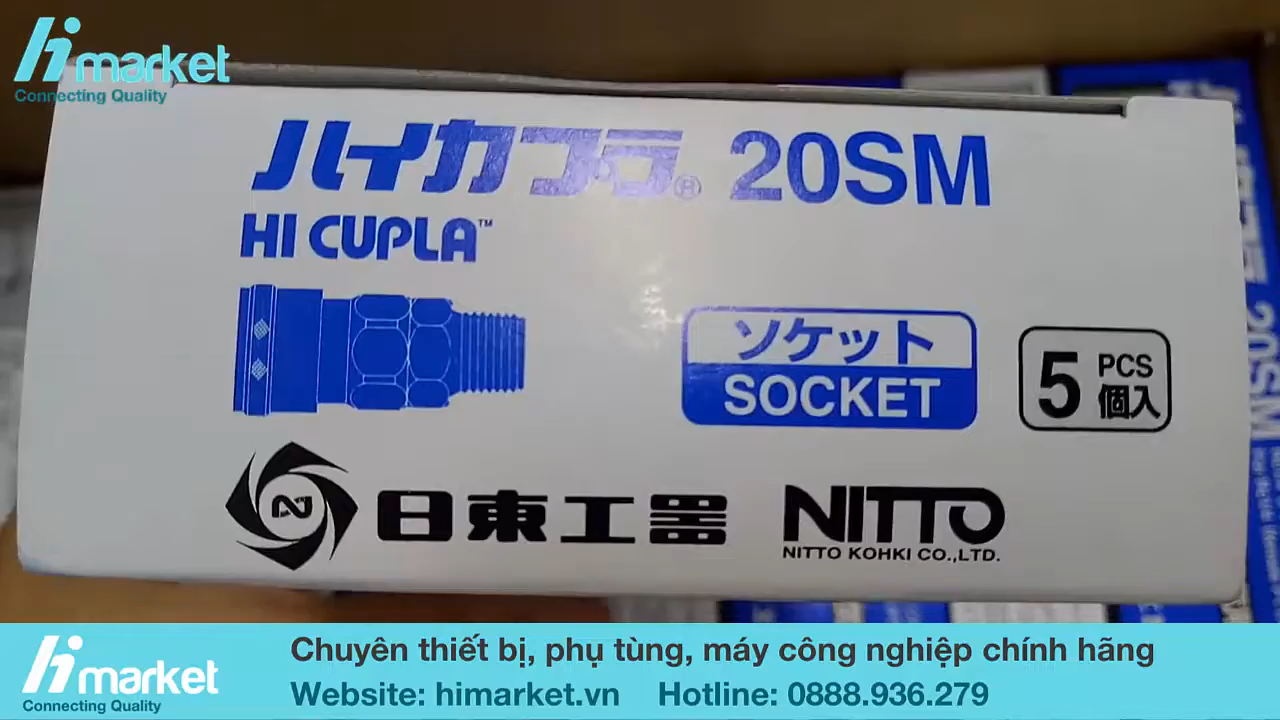 himarket
Connecting Quality
ハイカプラ® 20SM
HI CUPLA™
ソケット
SOCKET
5 PCS
個入
日東工器
NITTO
NITTO KOHKI CO.,LTD.
20SM
himarket
Connecting Quality
Chuyên thiết bị, phụ tùng, máy công nghiệp chính hãng
Website: himarket.vn Hotline: 0888.936.279